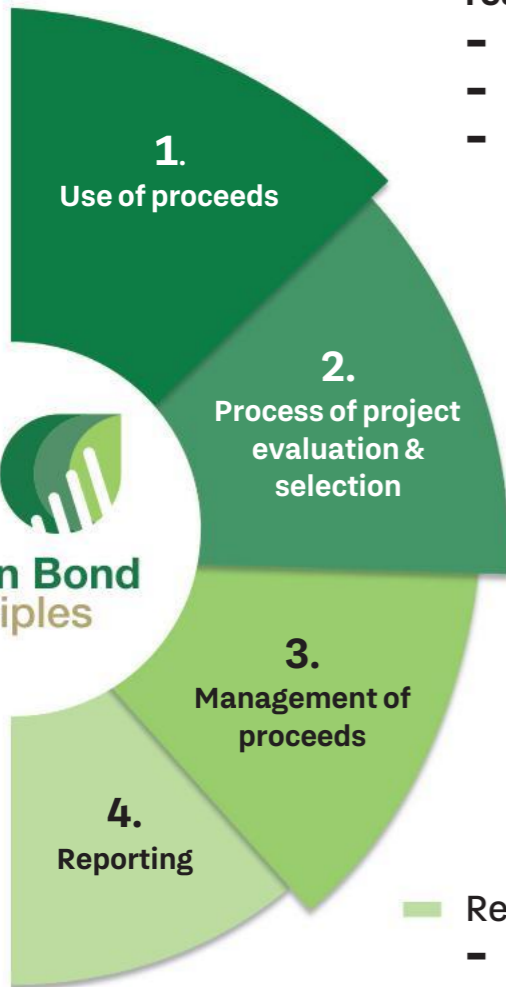 1.
Use of proceeds
-
-
-
2.
Process of project
evaluation &
selection
n Bond
iples
3.
Management of
proceeds
4.
Reporting
Re
-